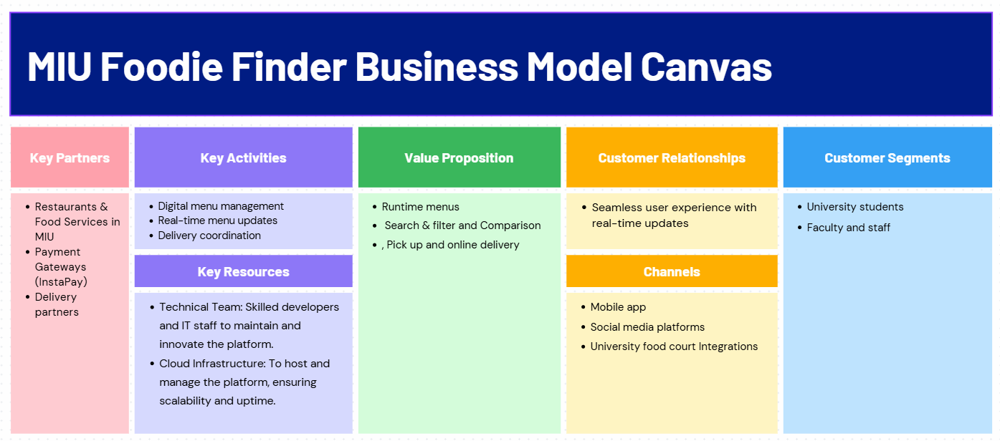 MIU Foodie Finder Business Model Canvas
Key Partners
• Restaurants &
Food Services in
MIU
• Payment
Gateways
(InstaPay)
• Delivery
partners
Key Activities
• Digital menu management
• Real-time menu updates
• Delivery coordination
Key Resources
• Technical Team: Skilled developers
and IT staff to maintain and
innovate the platform.
• Cloud Infrastructure: To host and
manage the platform, ensuring
scalability and uptime.
Value Proposition
• Runtime menus
• Search & filter and Comparison
• , Pick up and online delivery
Customer Relationships
• Seamless user experience with
real-time updates
Channels
• Mobile app
• Social media platforms
• University food court Integrations
Customer Segments
• University students
• Faculty and staff